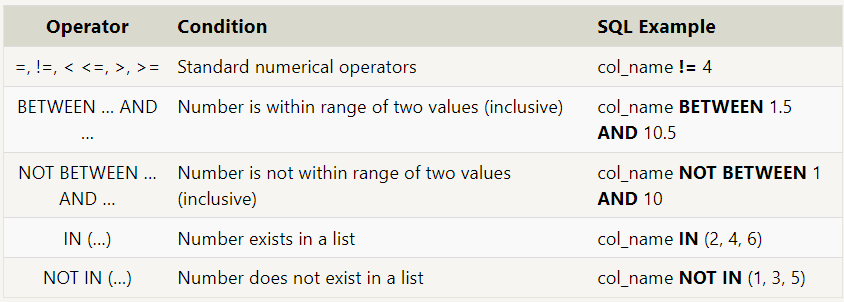 Operator Condition SQL Example
=, !=, < <=, >, >= Standard numerical operators col_name != 4
BETWEEN … AND … Number is within range of two values (inclusive) col_name BETWEEN 1.5 AND 10.5
NOT BETWEEN … AND … Number is not within range of two values (inclusive) col_name NOT BETWEEN 1 AND 10
IN (…) Number exists in a list col_name IN (2, 4, 6)
NOT IN (…) Number does not exist in a list col_name NOT IN (1, 3, 5)